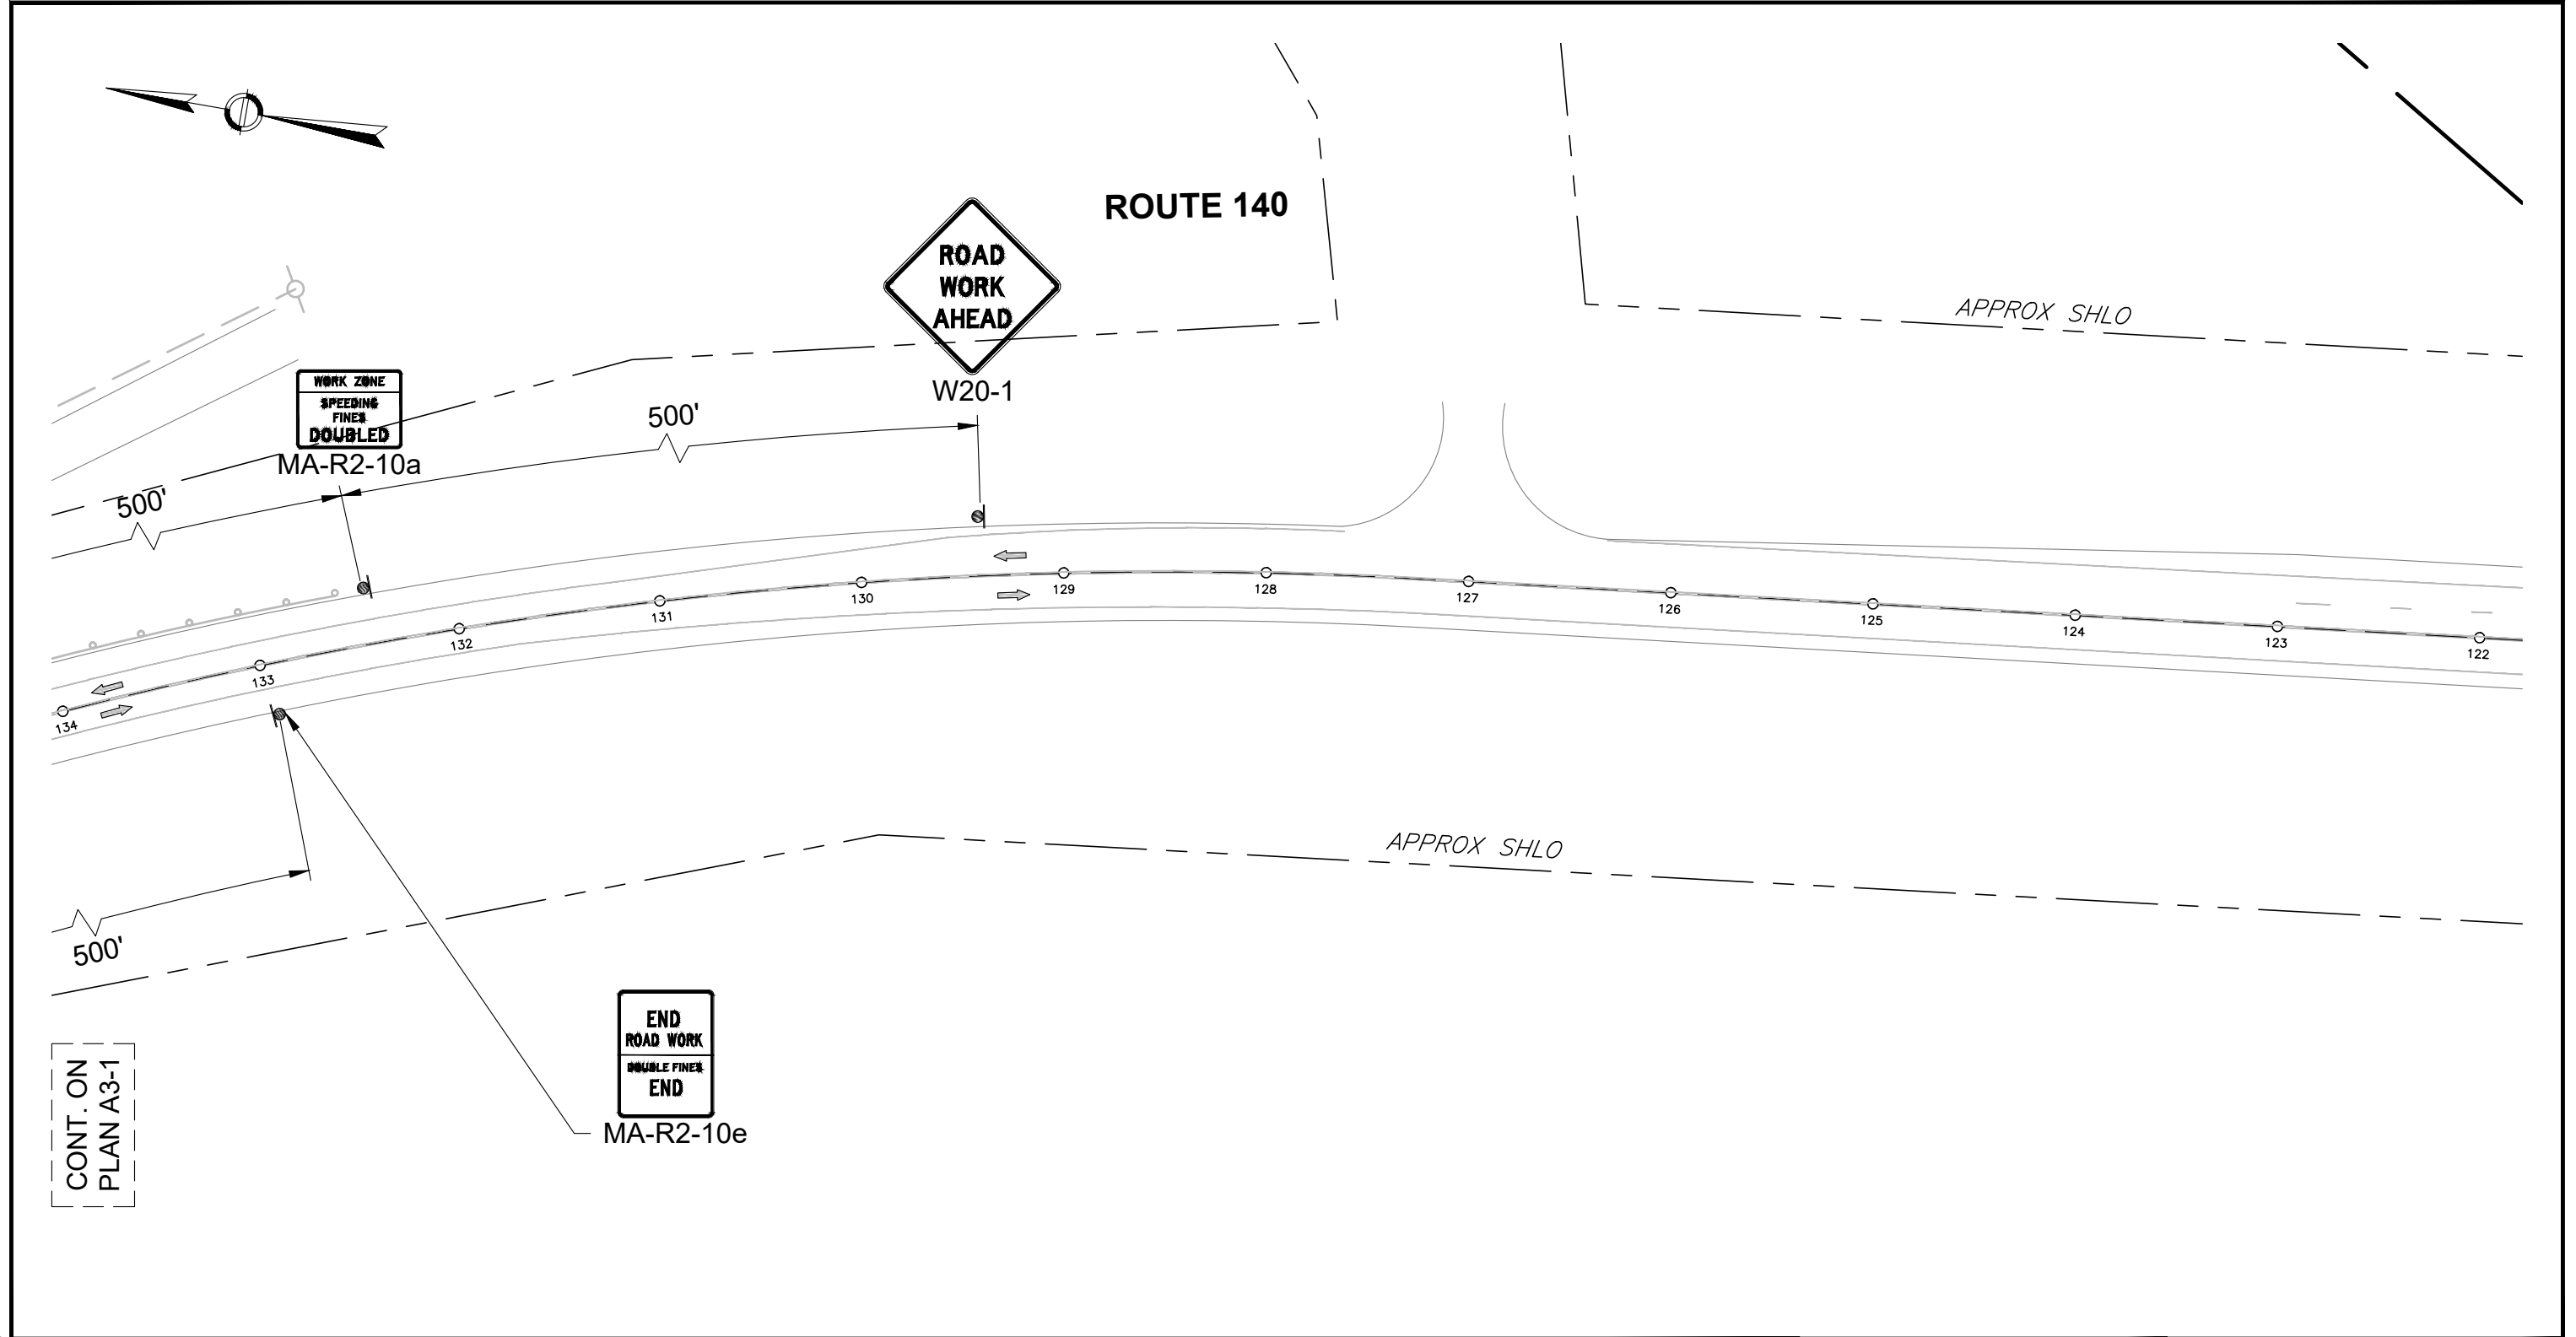 ROUTE 140
ROAD
WORK
AHEAD
W20-1
APPROX SHLO
WORK ZONE
SPEEDING
FINES
DOUBLED
MA-R2-10a
500'
500'
134
133
132
131
130
129
128
127
126
125
124
123
122
APPROX SHLO
500'
END
ROAD WORK
DOUBLE FINES
END
MA-R2-10e
CONT. ON
PLAN A3-1